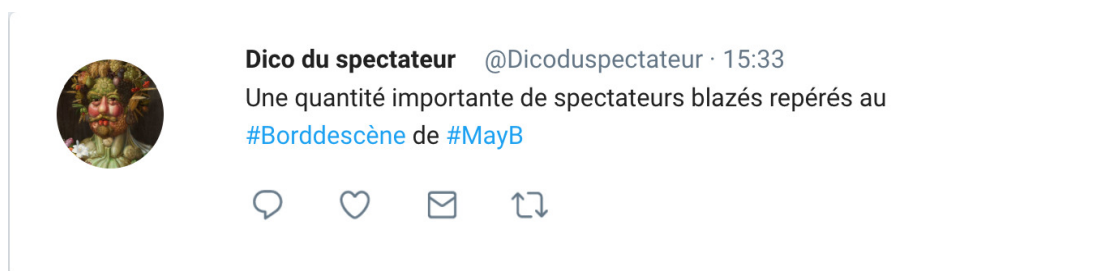 Dico du spectateur @Dicoduspectateur · 15:33
Une quantité importante de spectateurs blazés repérés au
#Borddescène de #MayB